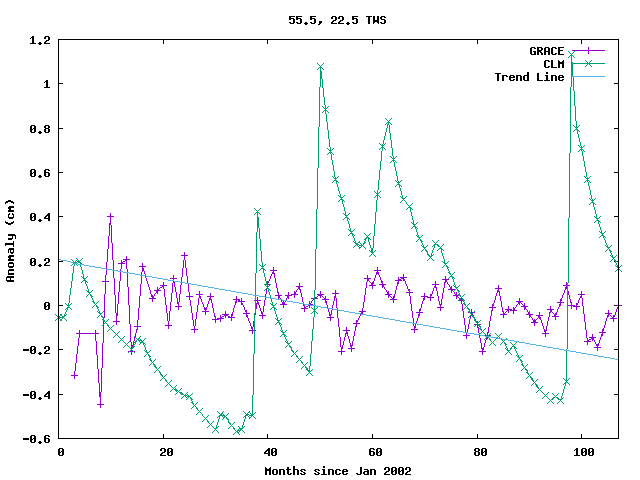 55.5, 22.5 TWS
GRACE
CLM
Trend Line
1.2
1
0.8
0.6
0.4
0.2
0
-0.2
-0.4
-0.6
Anomaly (cm)
0 20 40 60 80 100
Months since Jan 2002